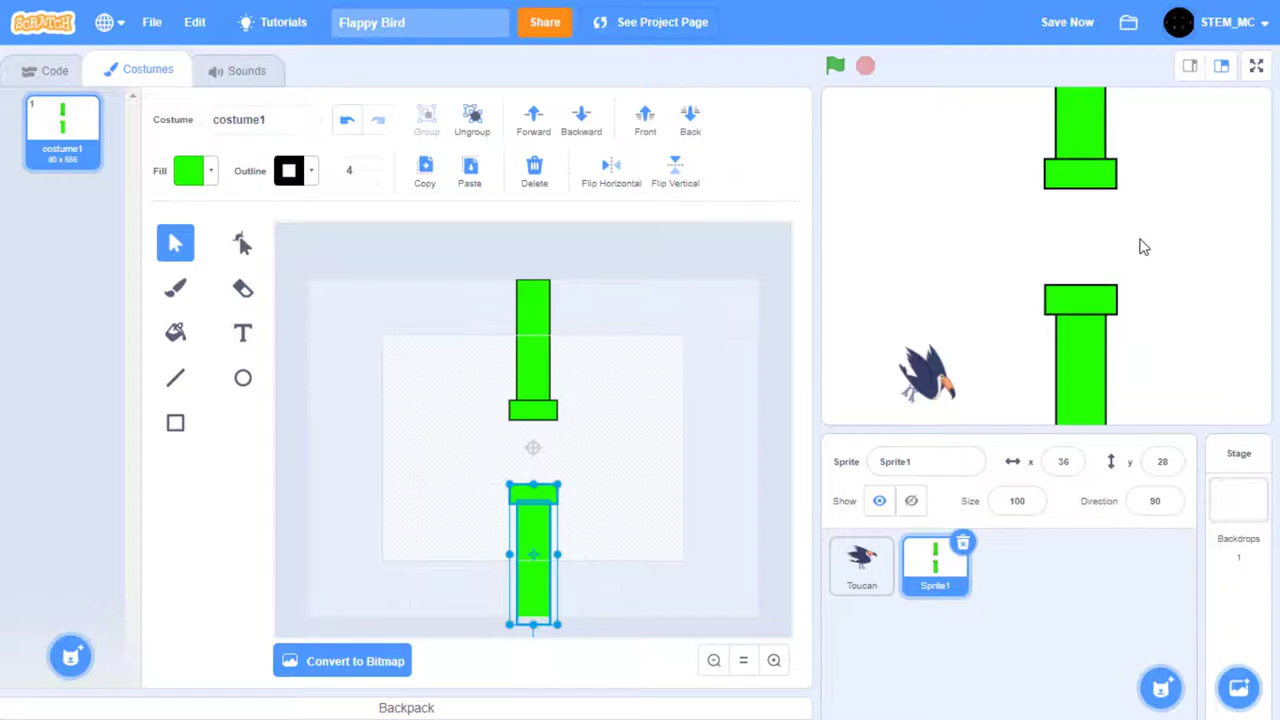 SCRATCH File Edit Tutorials Flappy Bird Share See Project Page Save Now STEM_MC
Code Costumes Sounds
1
costume1
60 x 555
Costume costume1 Group Ungroup Forward Backward Front Back
Fill Outline 4 Copy Paste Delete Flip Horizontal Flip Vertical
T
Convert to Bitmap
Backpack
Sprite Sprite1 x 36 y 28
Show Size 100 Direction 90
Toucan Sprite1
Stage
Backdrops
1